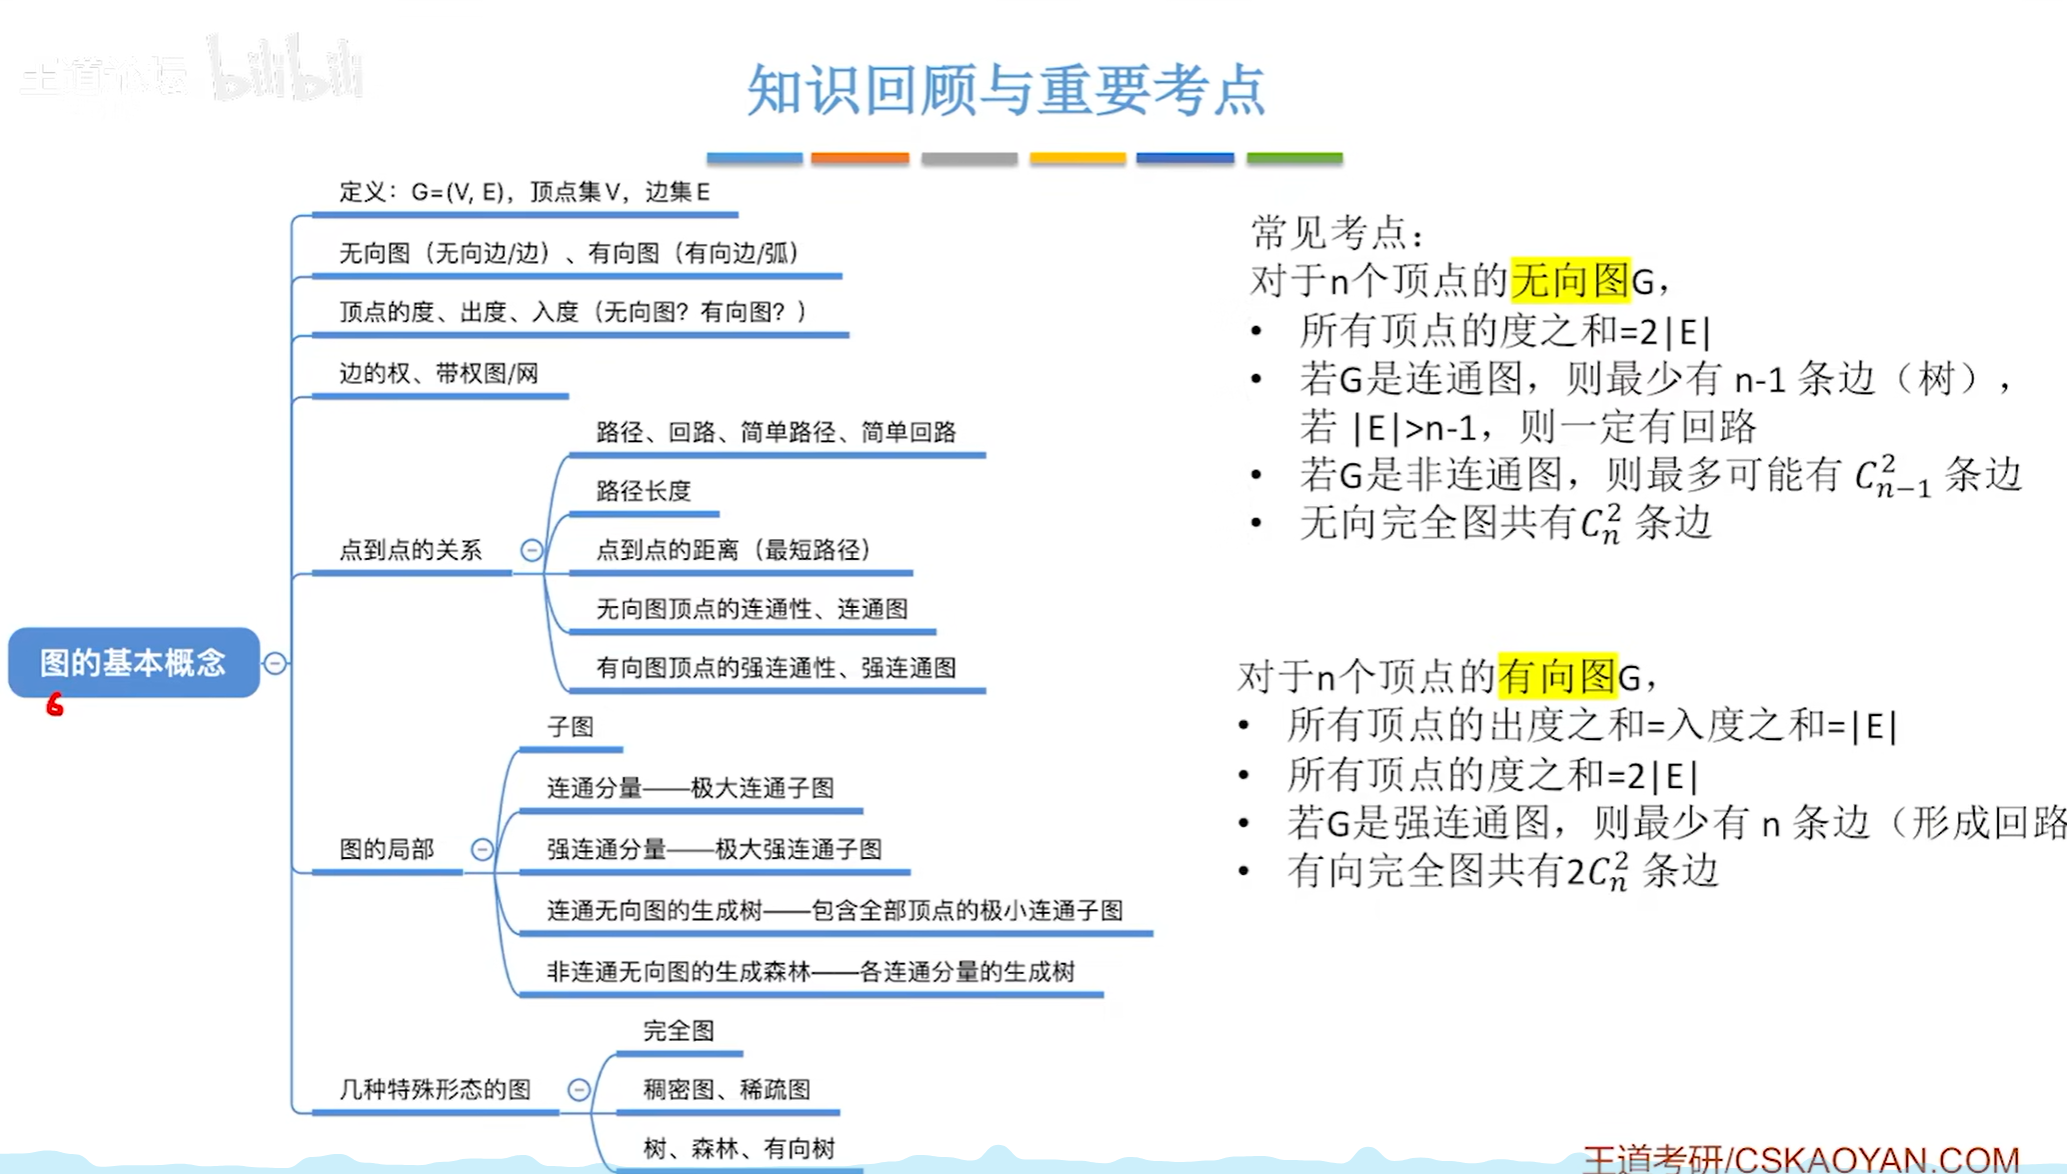 王道论坛 bilibili
知识回顾与重要考点
定义：G=(V, E)，顶点集V，边集E
无向图（无向边/边）、有向图（有向边/弧）
顶点的度、出度、入度（无向图？有向图？）
边的权、带权图/网
点到点的关系
路径、回路、简单路径、简单回路
路径长度
点到点的距离（最短路径）
无向图顶点的连通性、连通图
有向图顶点的强连通性、强连通图
图的基本概念
6
图的局部
子图
连通分量——极大连通子图
强连通分量——极大强连通子图
连通无向图的生成树——包含全部顶点的极小连通子图
非连通无向图的生成森林——各连通分量的生成树
几种特殊形态的图
完全图
稠密图、稀疏图
树、森林、有向树
常见考点：
对于n个顶点的无向图G，
• 所有顶点的度之和=2|E|
• 若G是连通图，则最少有 n-1 条边（树），
若 |E|>n-1，则一定有回路
• 若G是非连通图，则最多可能有 $C_{n-1}^2$ 条边
• 无向完全图共有$C_n^2$ 条边
对于n个顶点的有向图G，
• 所有顶点的出度之和=入度之和=|E|
• 所有顶点的度之和=2|E|
• 若G是强连通图，则最少有 n 条边（形成回路
• 有向完全图共有2$C_n^2$ 条边
王道考研/CSKAOYAN.COM